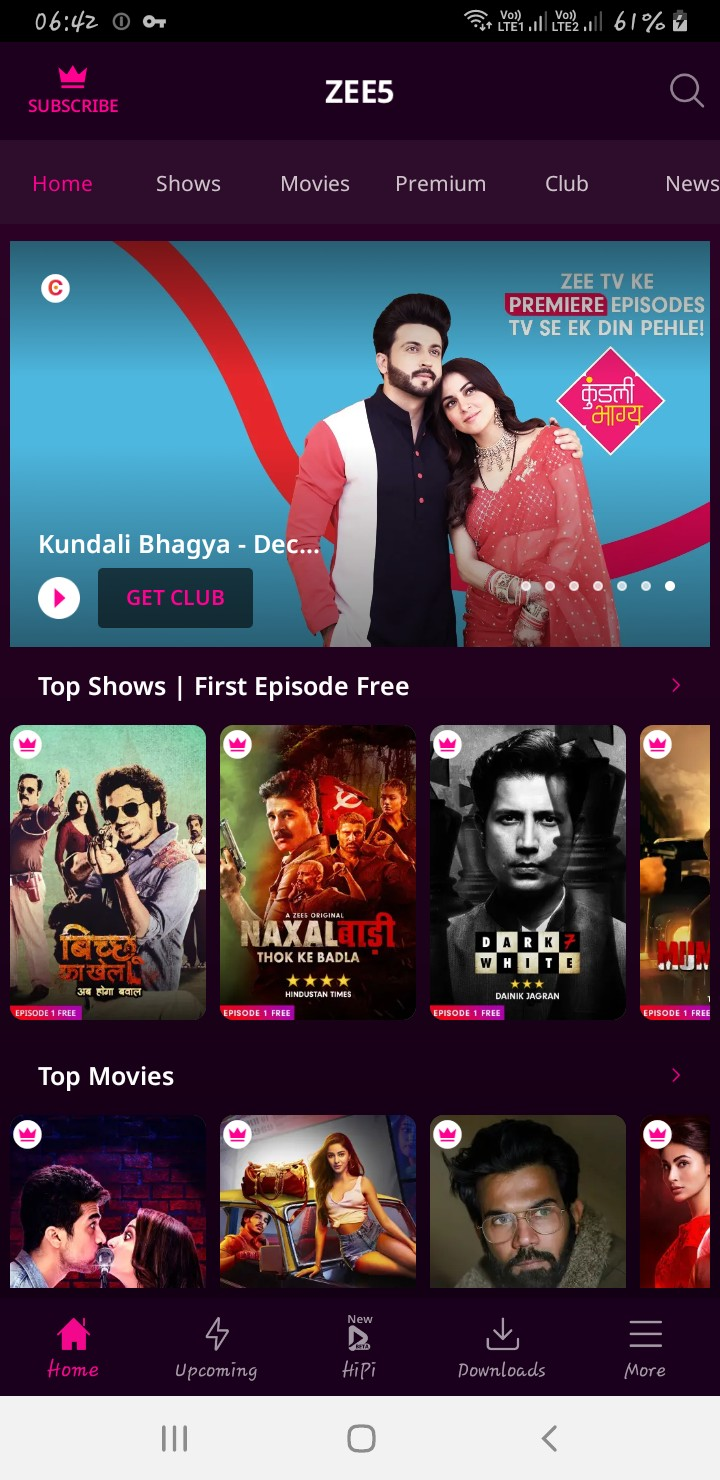 06:42
Vo)) LTE1 Vo)) LTE2 61%
SUBSCRIBE
ZEE5
Home Shows Movies Premium Club News
C
ZEE TV KE
PREMIERE EPISODES
TV SE EK DIN PEHLE!
कुंडली
भाग्य
Kundali Bhagya - Dec...
GET CLUB
Top Shows | First Episode Free
बिच्छू
का खेल
अब होगा बवाल
EPISODE 1 FREE
A ZEE5 ORIGINAL
NAXALबाड़ी
THOK KE BADLA
HINDUSTAN TIMES
EPISODE 1 FREE
DARK 7
WHITE
DAINIK JAGRAN
EPISODE 1 FREE
MUM
EPISODE 1 FREE
Top Movies
New
BETA
Home Upcoming HiPi Downloads More